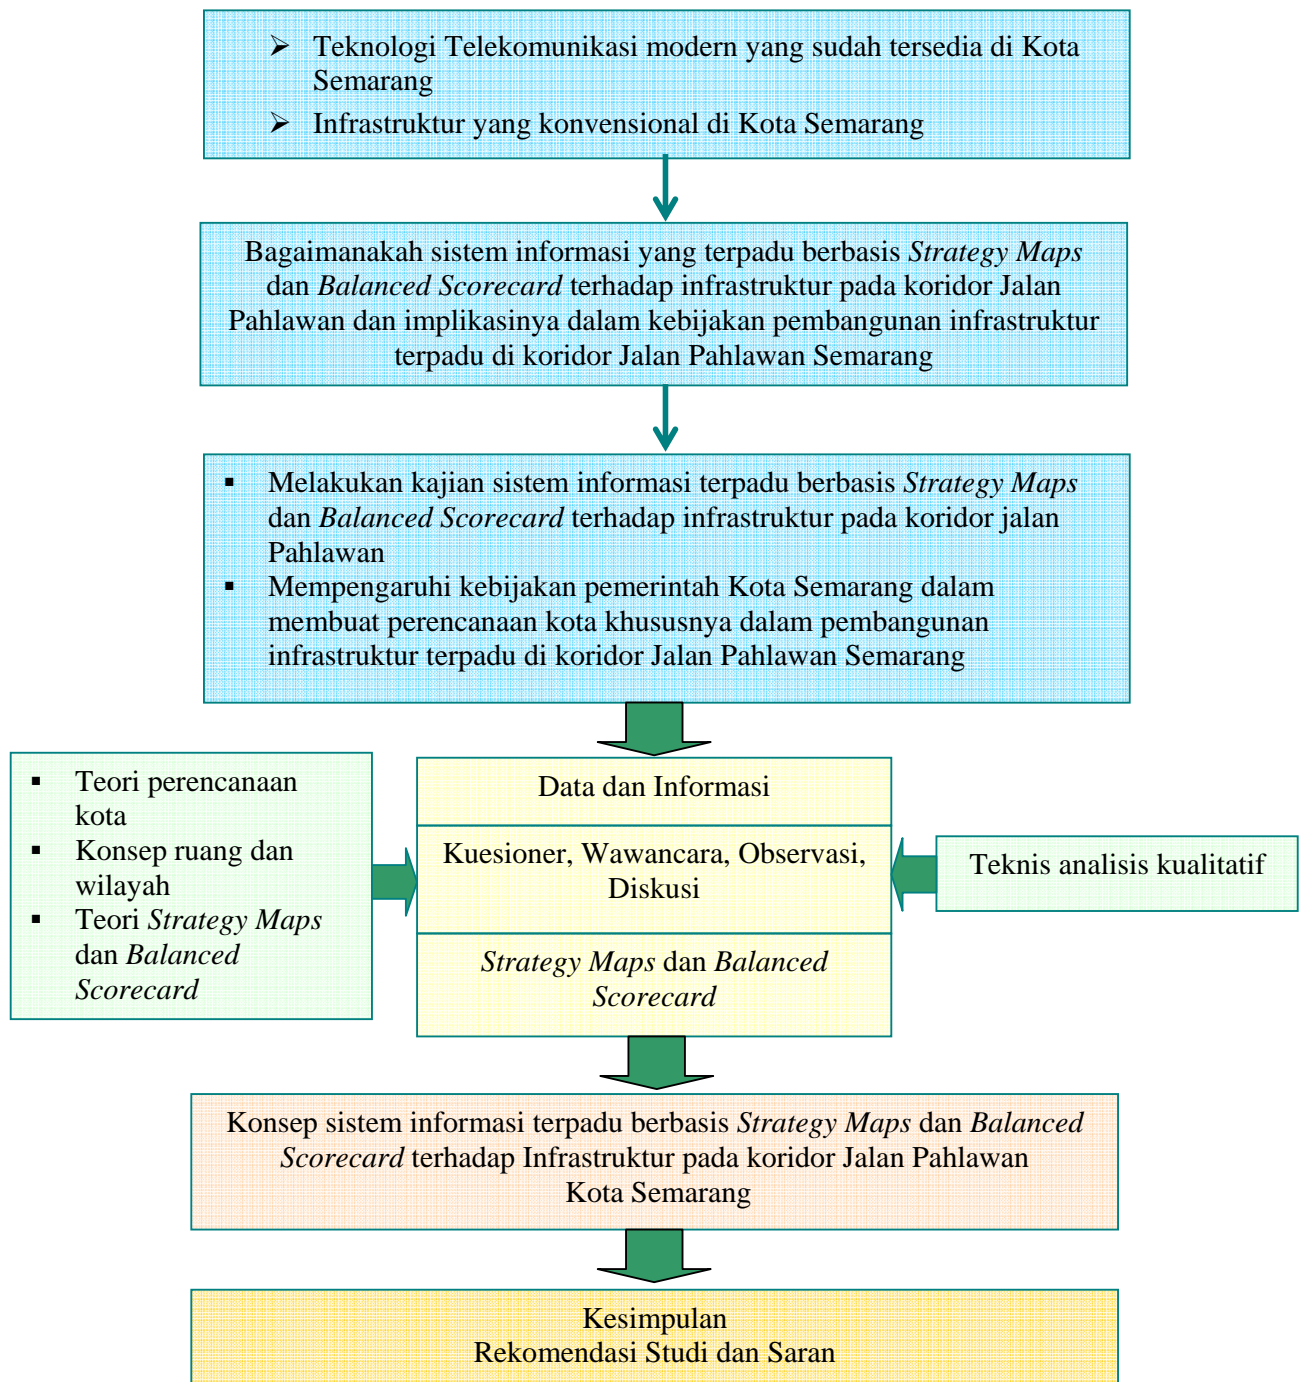 ➢ Teknologi Telekomunikasi modern yang sudah tersedia di Kota
Semarang
➢ Infrastruktur yang konvensional di Kota Semarang
Bagaimanakah sistem informasi yang terpadu berbasis Strategy Maps
dan Balanced Scorecard terhadap infrastruktur pada koridor Jalan
Pahlawan dan implikasinya dalam kebijakan pembangunan infrastruktur
terpadu di koridor Jalan Pahlawan Semarang
▪ Melakukan kajian sistem informasi terpadu berbasis Strategy Maps
dan Balanced Scorecard terhadap infrastruktur pada koridor jalan
Pahlawan
▪ Mempengaruhi kebijakan pemerintah Kota Semarang dalam
membuat perencanaan kota khususnya dalam pembangunan
infrastruktur terpadu di koridor Jalan Pahlawan Semarang
▪ Teori perencanaan
kota
▪ Konsep ruang dan
wilayah
▪ Teori Strategy Maps
dan Balanced
Scorecard
Data dan Informasi
Kuesioner, Wawancara, Observasi,
Diskusi
Strategy Maps dan Balanced
Scorecard
Teknis analisis kualitatif
Konsep sistem informasi terpadu berbasis Strategy Maps dan Balanced
Scorecard terhadap Infrastruktur pada koridor Jalan Pahlawan
Kota Semarang
Kesimpulan
Rekomendasi Studi dan Saran